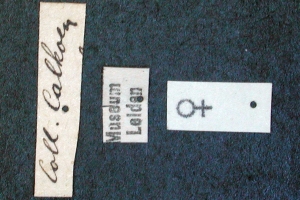 Coll. Calkoen
Museum
Leiden
♀